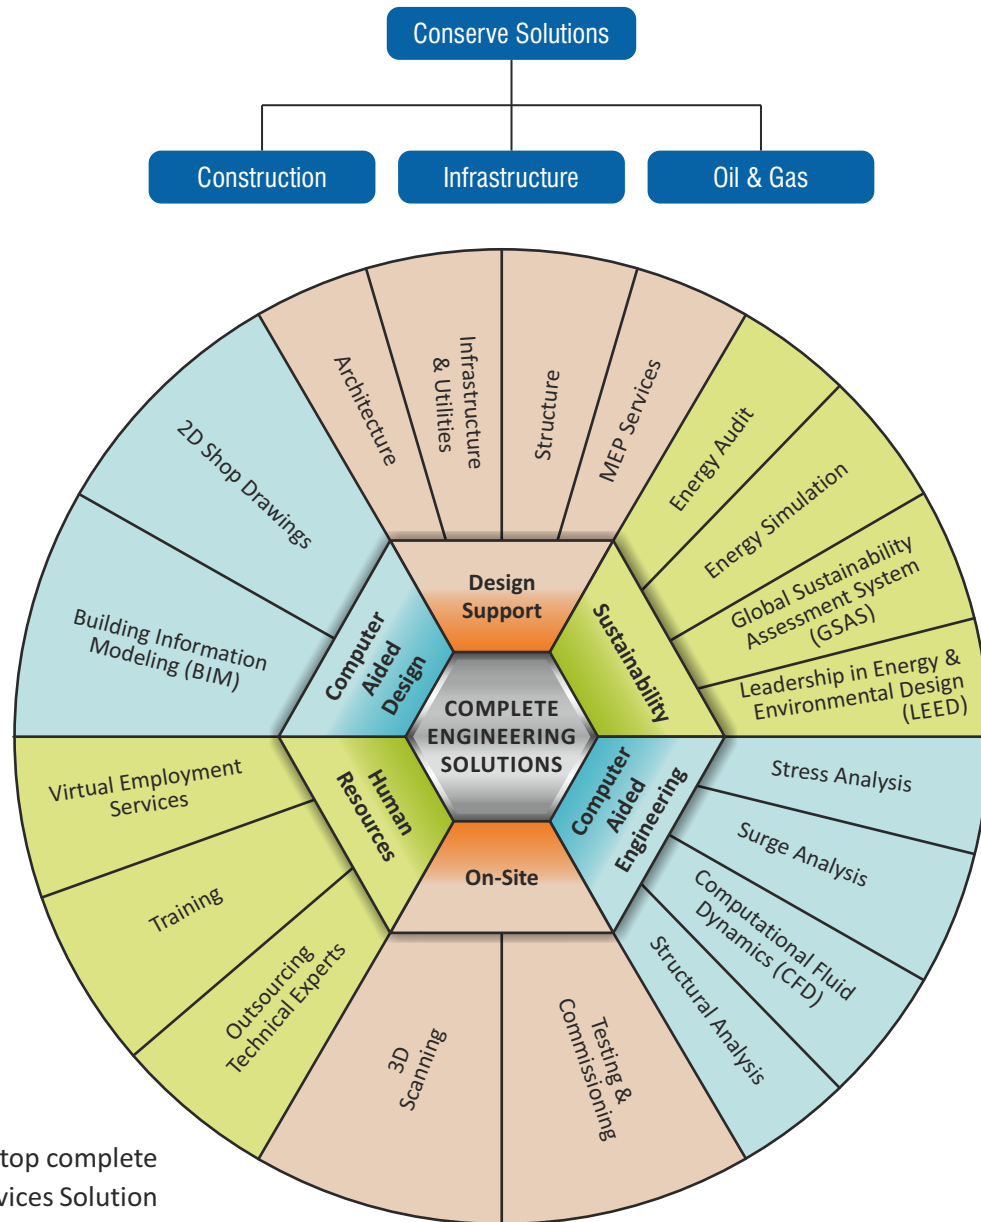 Conserve Solutions
Construction
Infrastructure
Oil & Gas
Architecture
Infrastructure
& Utilities
Structure
MEP Services
Energy Audit
Energy Simulation
Global Sustainability
Assessment System
(GSAS)
Leadership in Energy &
Environmental Design
(LEED)
Stress Analysis
Surge Analysis
Computational Fluid
Dynamics (CFD)
Structural Analysis
Testing &
Commissioning
3D
Scanning
Outsourcing
Technical Experts
Training
Virtual Employment
Services
Building Information
Modeling (BIM)
2D Shop Drawings
Design
Support
Sustainability
Computer
Aided
Engineering
On-Site
Human
Resources
Computer
Aided
Design
COMPLETE
ENGINEERING
SOLUTIONS
top complete
vices Solution